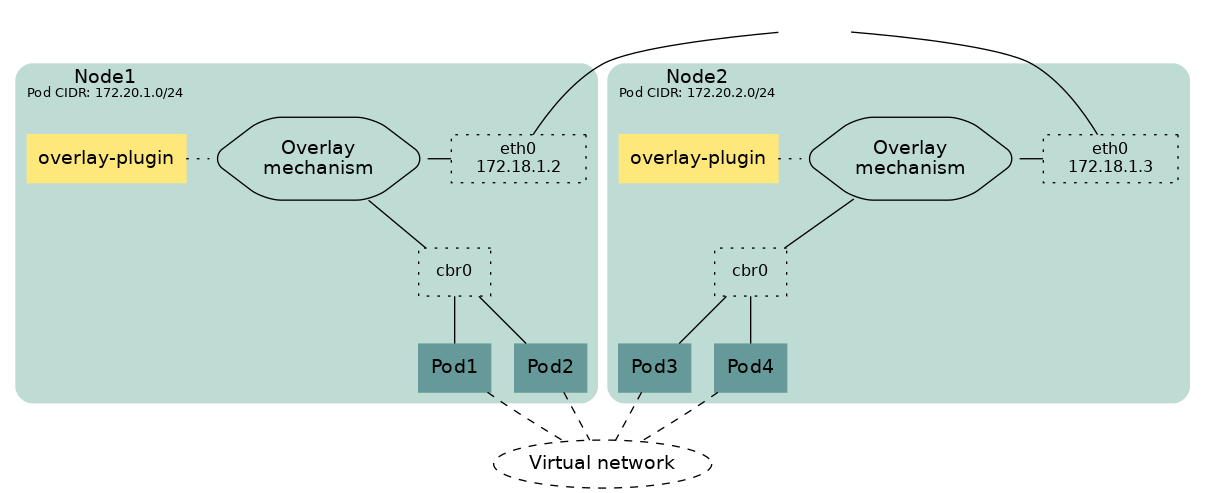 Node1
Pod CIDR: 172.20.1.0/24
overlay-plugin
Overlay
mechanism
eth0
172.18.1.2
cbr0
Pod1
Pod2
Node2
Pod CIDR: 172.20.2.0/24
overlay-plugin
Overlay
mechanism
eth0
172.18.1.3
cbr0
Pod3
Pod4
Virtual network